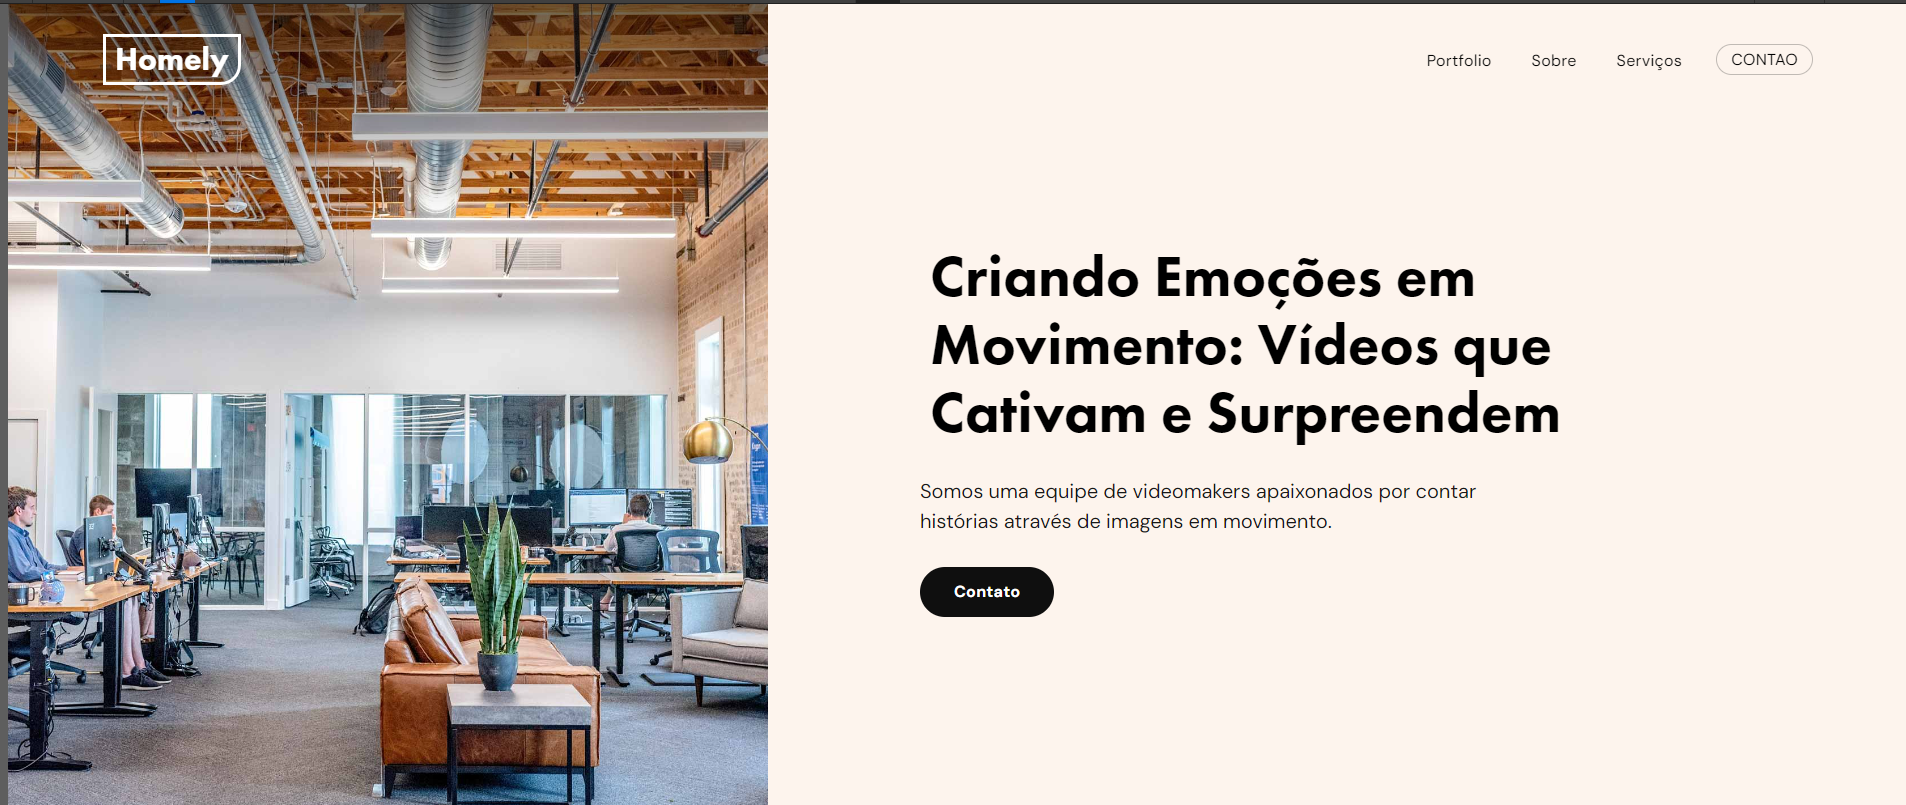 Homely
Portfolio
Sobre
Serviços
CONTAO
Criando Emoções em
Movimento: Vídeos que
Cativam e Surpreendem
Somos uma equipe de videomakers apaixonados por contar
histórias através de imagens em movimento.
Contato